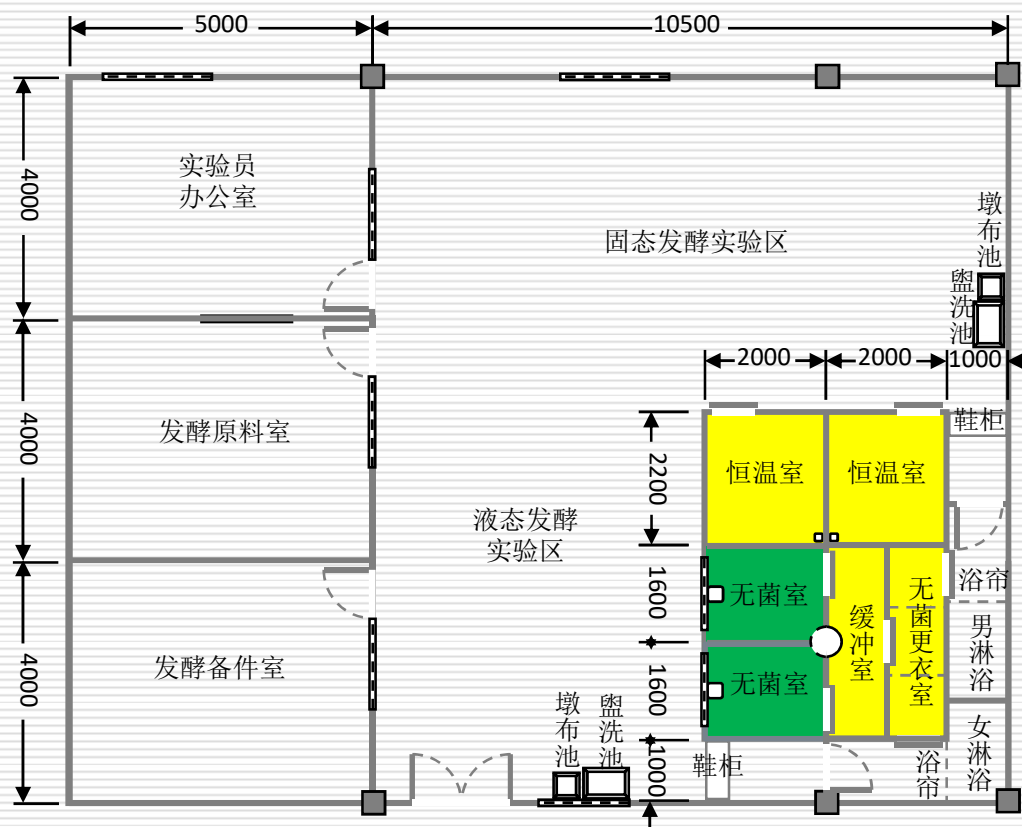 5000
10500
4000
实验员
办公室
固态发酵实验区
墩布池
盥洗池
2000
2000
1000
4000
发酵原料室
鞋柜
2200
恒温室
恒温室
液态发酵
实验区
1600
无菌室
缓冲室
无菌更衣室
浴帘
男淋浴
4000
发酵备件室
1600
无菌室
墩布池
盥洗池
1000
鞋柜
浴帘
女淋浴